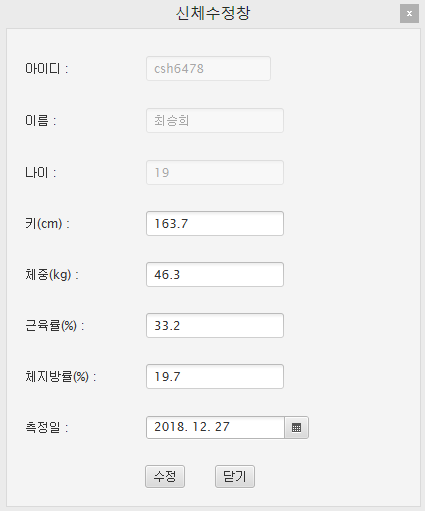 신체수정창
x
아이디 : csh6478
이름 : 최승희
나이 : 19
키(cm) : 163.7
체중(kg) : 46.3
근육률(%) : 33.2
체지방률(%) : 19.7
측정일 : 2018. 12. 27
수정 닫기